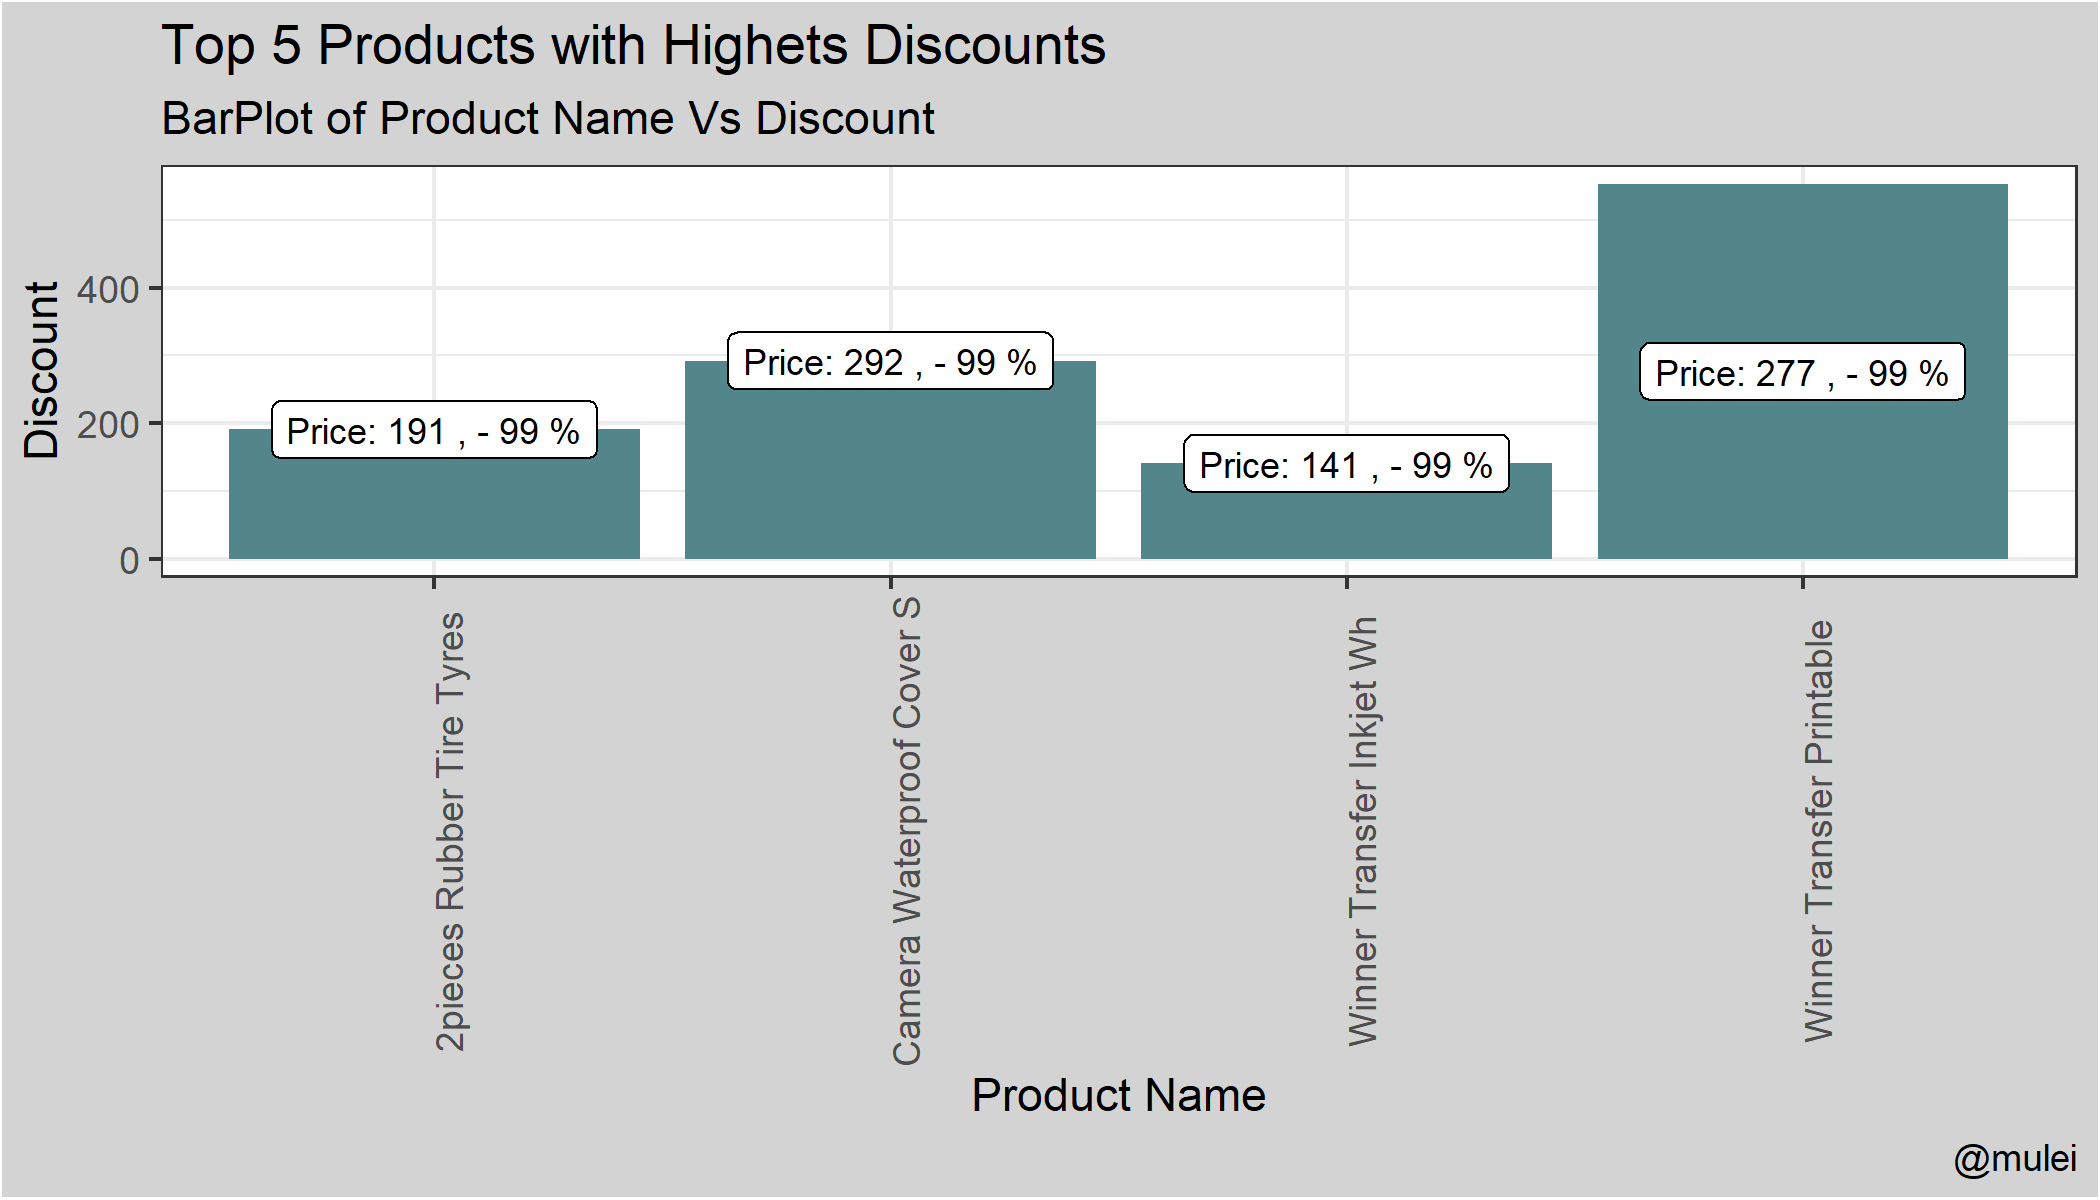 Top 5 Products with Highets Discounts
BarPlot of Product Name Vs Discount
Discount
400
200
0
Price: 191 , - 99 %
Price: 292 , - 99 %
Price: 141 , - 99 %
Price: 277 , - 99 %
2pieces Rubber Tire Tyres
Camera Waterproof Cover S
Winner Transfer Inkjet Wh
Winner Transfer Printable
Product Name
@mulei